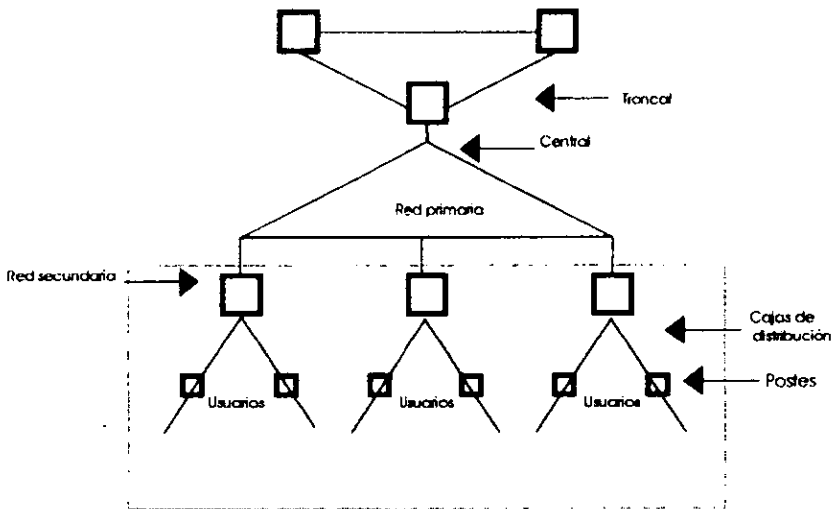 Troncal
Central
Red primaria
Red secundaria
Cajas de
distribución
Postes
Usuarios
Usuarios
Usuarios